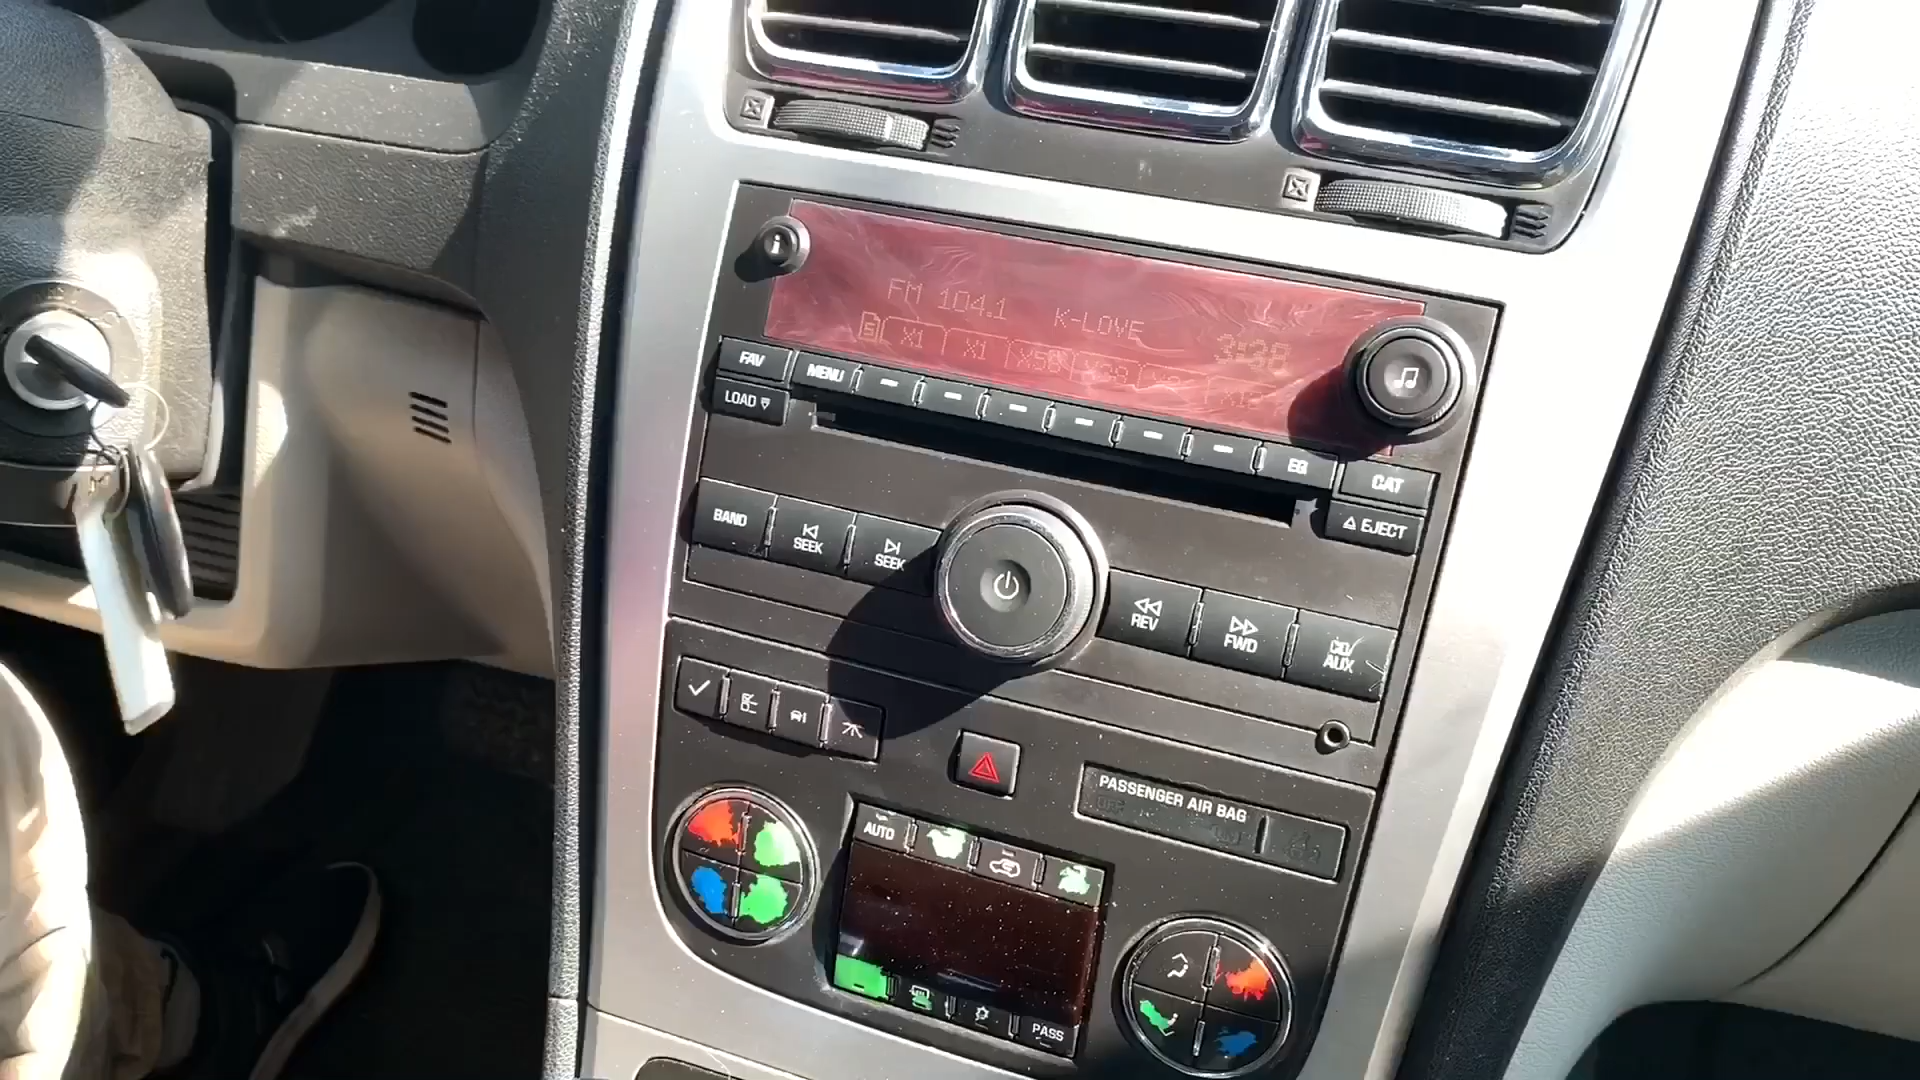 FM 104.1 K-LOVE 3:38
X1 X1 X56
FAV MENU
LOAD
EQ CAT
EJECT
BAND SEEK SEEK
REV FWD CD/AUX
PASSENGER AIR BAG
AUTO
PASS